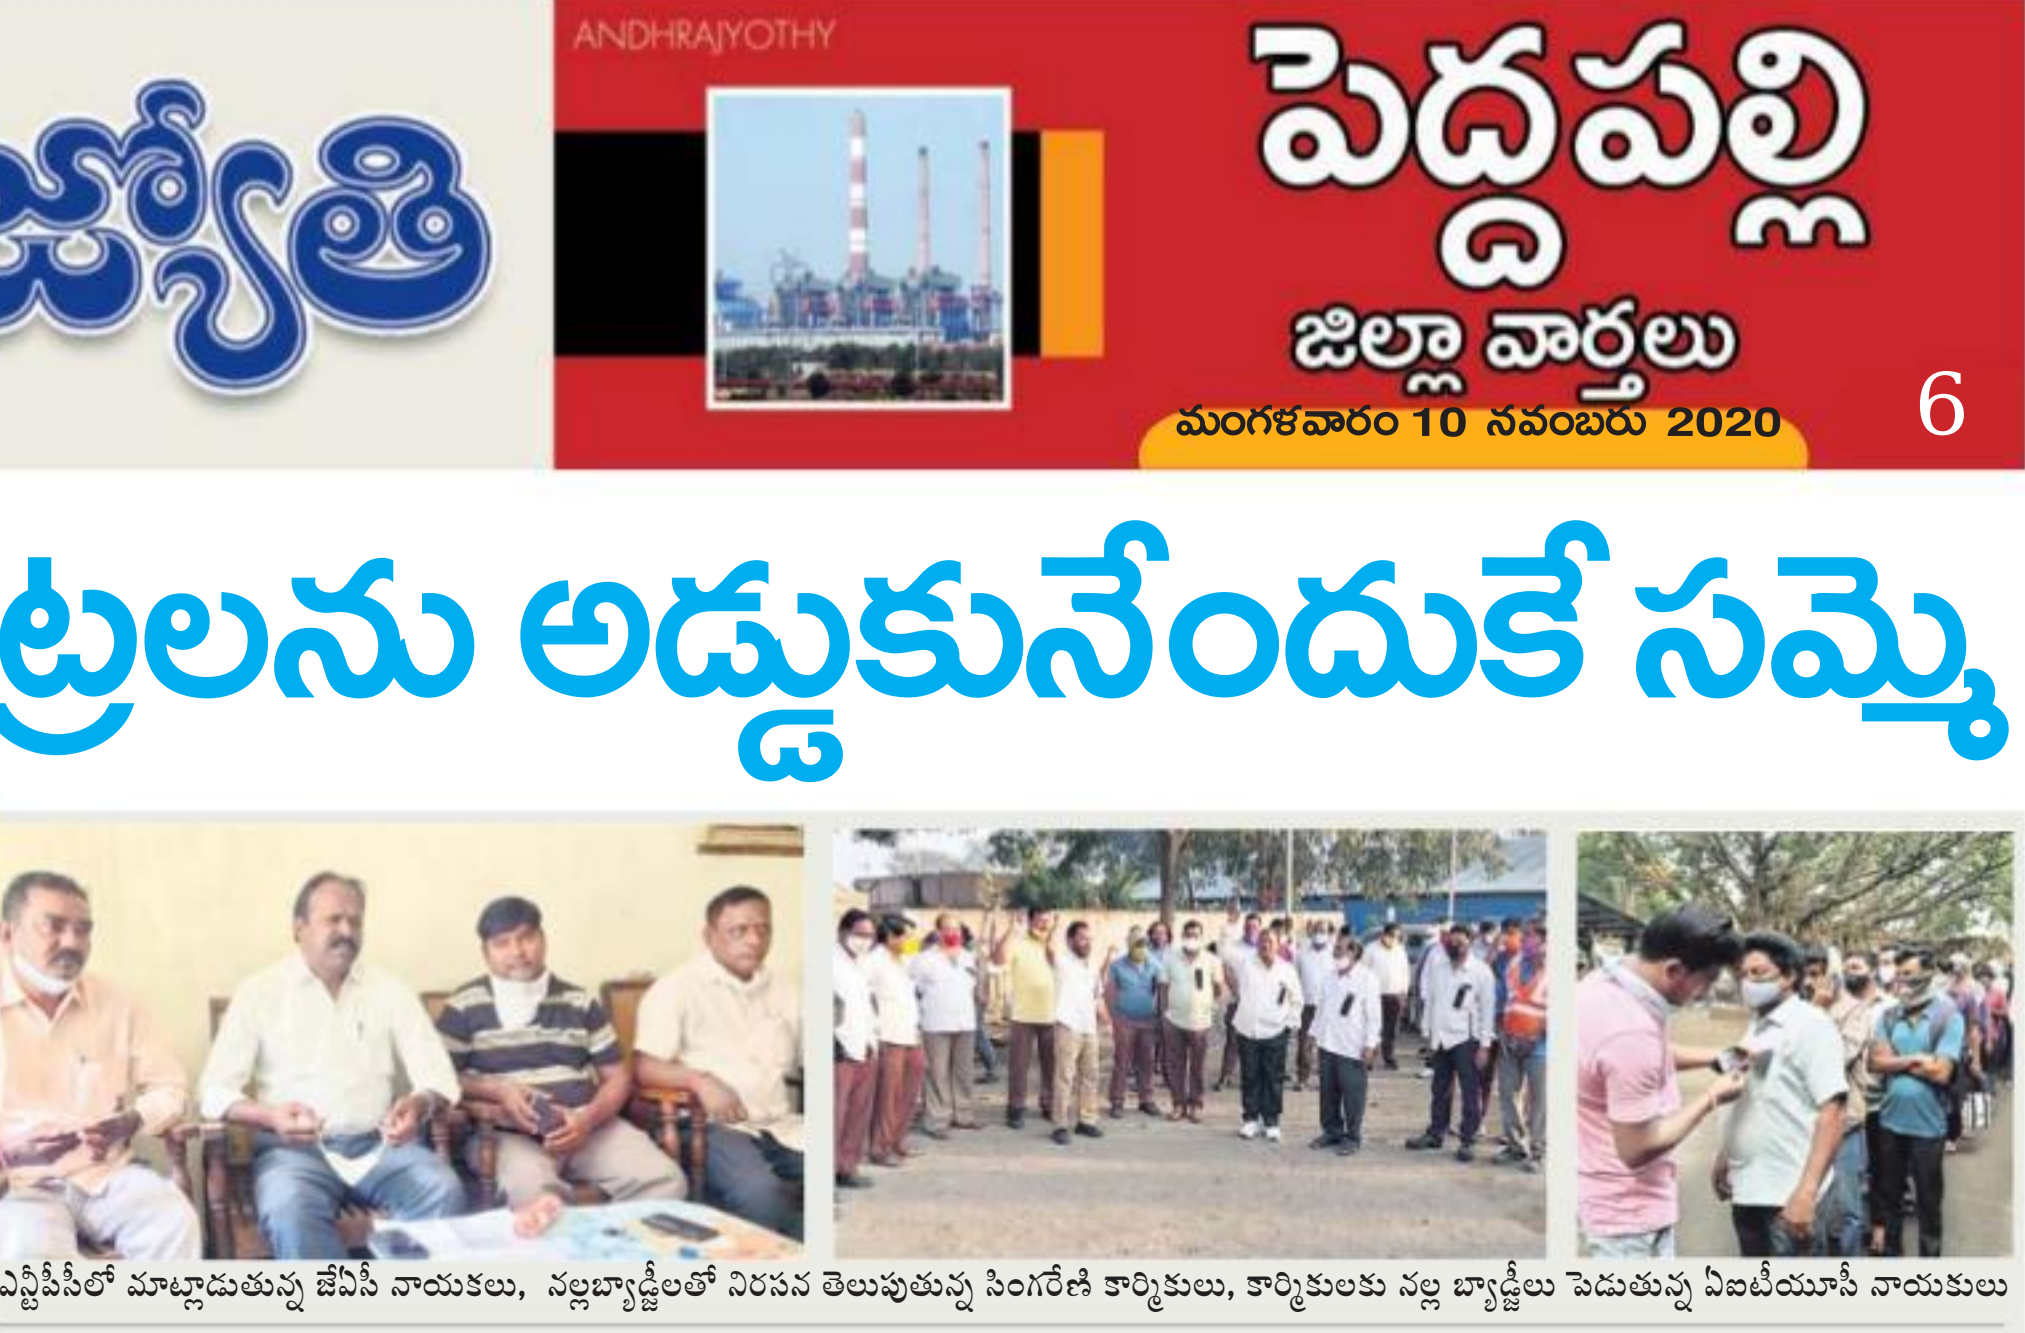 ANDHRAJYOTHY
జ్యోతి
పెద్దపల్లి
జిల్లా వార్తలు
మంగళవారం 10 నవంబరు 2020
6
ట్రలను అడ్డుకునేందుకే సమ్మె
ఎన్టీపీసీలో మాట్లాడుతున్న జేఏసీ నాయకలు, నల్లబ్యాడ్జీలతో నిరసన తెలుపుతున్న సింగరేణి కార్మికులు, కార్మికులకు నల్ల బ్యాడ్జీలు పెడుతున్న ఏఐటీయూసీ నాయకులు